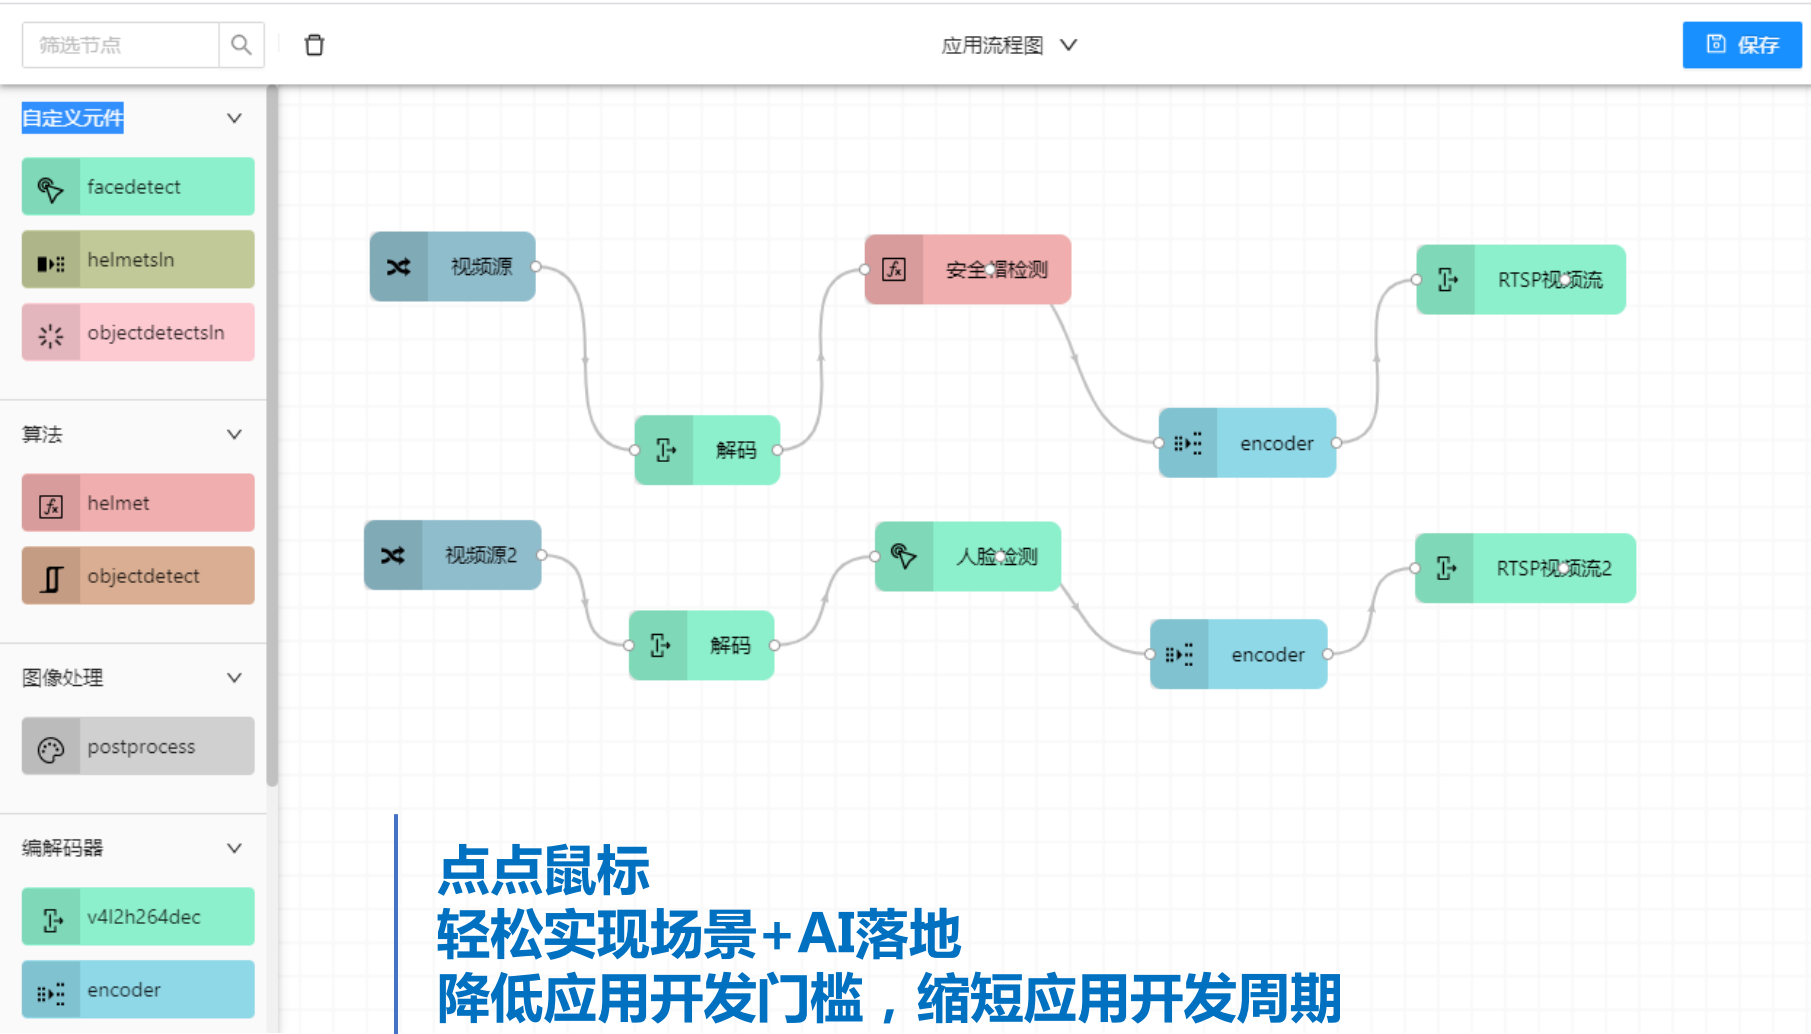 筛选节点
应用流程图
保存
自定义元件
facedetect
helmetsln
objectdetectsln
算法
helmet
objectdetect
图像处理
postprocess
编解码器
v4l2h264dec
encoder
视频源
解码
安全帽检测
encoder
RTSP视频流
视频源2
解码
人脸检测
encoder
RTSP视频流2
点点鼠标
轻松实现场景+AI落地
降低应用开发门槛，缩短应用开发周期